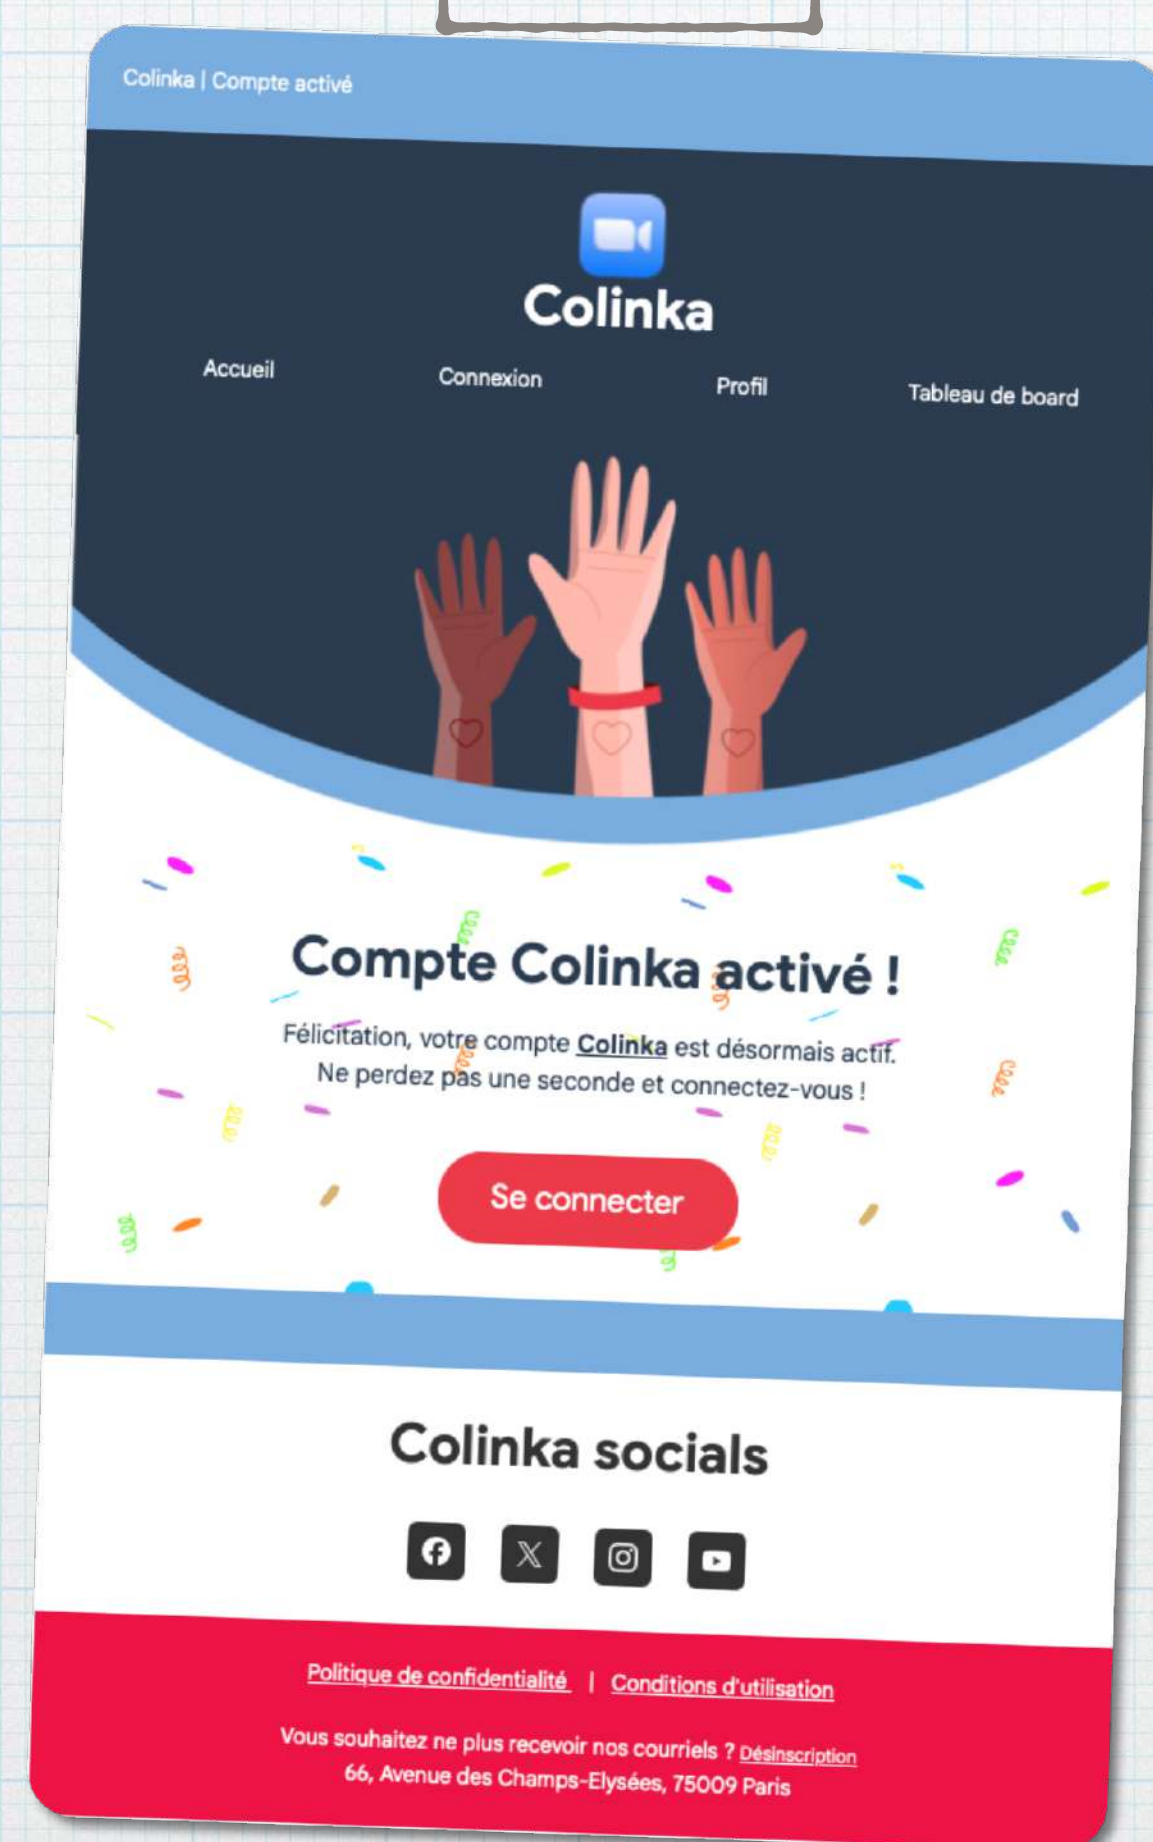 Colinka | Compte activé
Colinka
Accueil Connexion Profil Tableau de board
Compte Colinka activé !
Félicitation, votre compte Colinka est désormais actif.
Ne perdez pas une seconde et connectez-vous !
Se connecter
Colinka socials
Politique de confidentialité | Conditions d'utilisation
Vous souhaitez ne plus recevoir nos courriels ? Désinscription
66, Avenue des Champs-Elysées, 75009 Paris